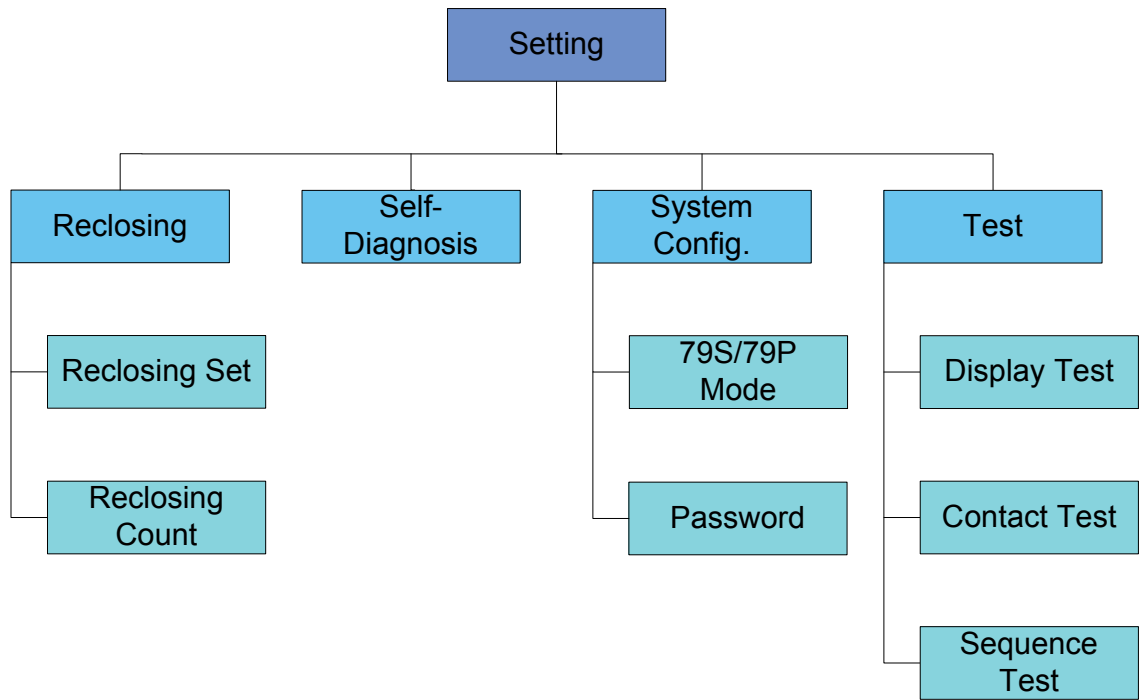 Setting
Reclosing
Self-
Diagnosis
System
Config.
Test
Reclosing Set
79S/79P
Mode
Display Test
Reclosing
Count
Password
Contact Test
Sequence
Test